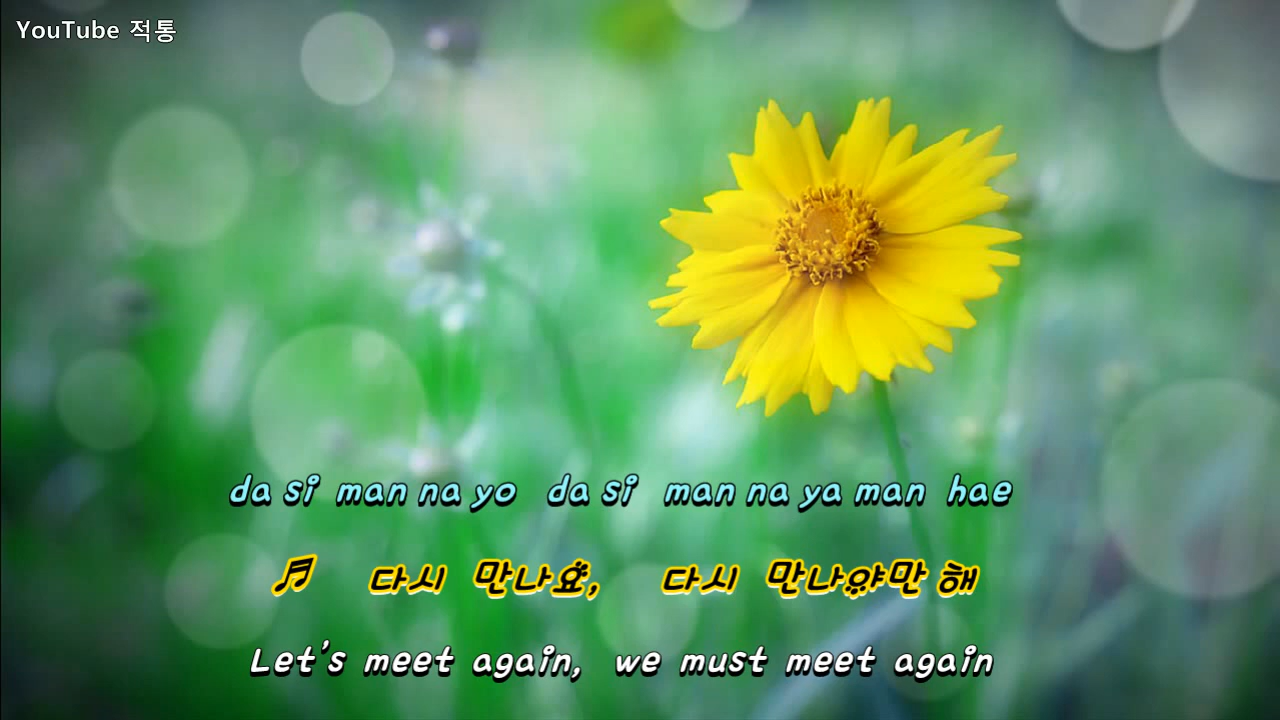 YouTube 적통
da si man na yo da si man na ya man hae
♬ 다시 만나요, 다시 만나야만 해
Let's meet again, we must meet again